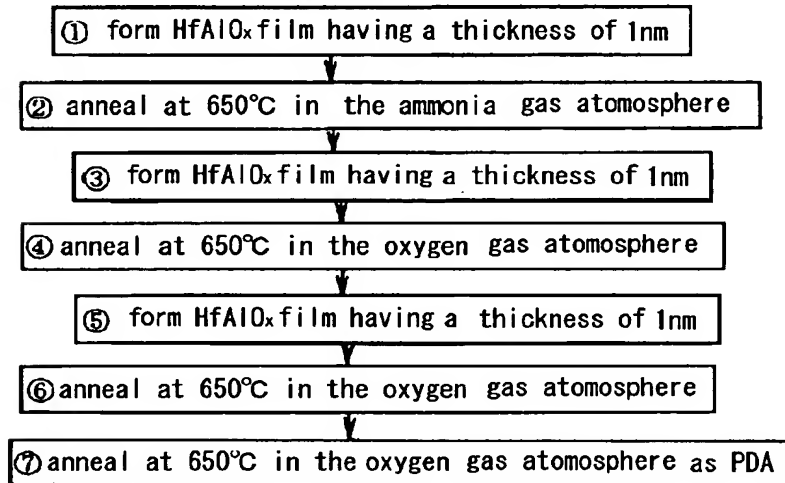 ① form HfAlOx film having a thickness of 1nm
② anneal at 650℃ in the ammonia gas atomosphere
③ form HfAlOx film having a thickness of 1nm
④ anneal at 650℃ in the oxygen gas atomosphere
⑤ form HfAlOx film having a thickness of 1nm
⑥ anneal at 650℃ in the oxygen gas atomosphere
⑦ anneal at 650℃ in the oxygen gas atomosphere as PDA